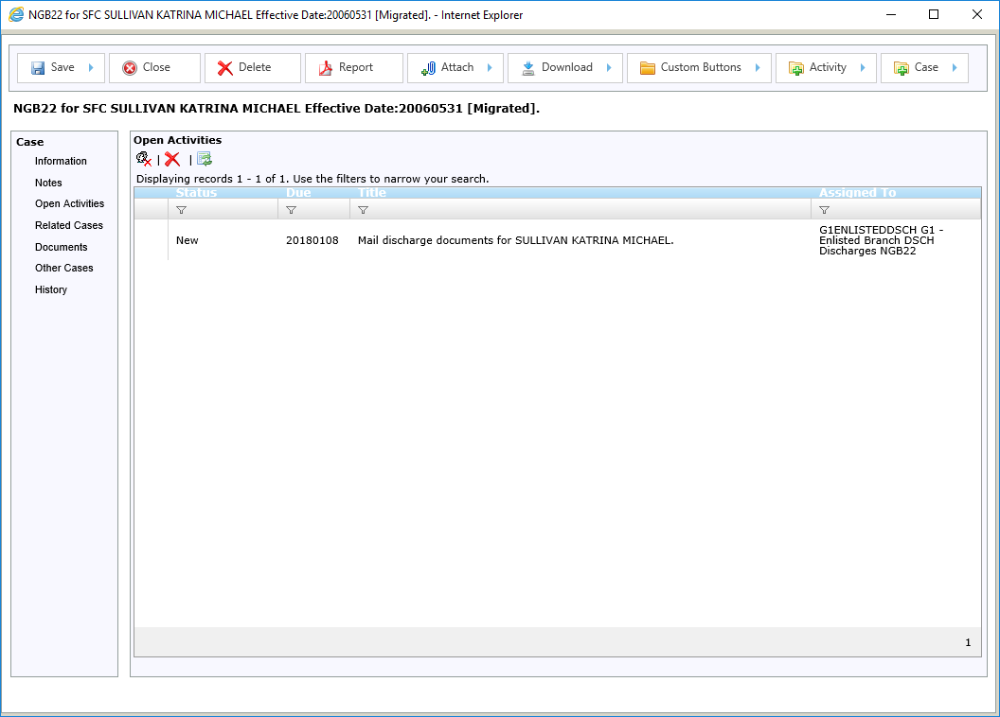 NGB22 for SFC SULLIVAN KATRINA MICHAEL Effective Date:20060531 [Migrated]. - Internet Explorer
Save
Close
Delete
Report
Attach
Download
Custom Buttons
Activity
Case
NGB22 for SFC SULLIVAN KATRINA MICHAEL Effective Date:20060531 [Migrated].
Case
Information
Notes
Open Activities
Related Cases
Documents
Other Cases
History
Open Activities
| |
Displaying records 1 - 1 of 1. Use the filters to narrow your search.
Status Due Title Assigned To
New 20180108 Mail discharge documents for SULLIVAN KATRINA MICHAEL. G1ENLISTEDDSCH G1 -
Enlisted Branch DSCH
Discharges NGB22
1